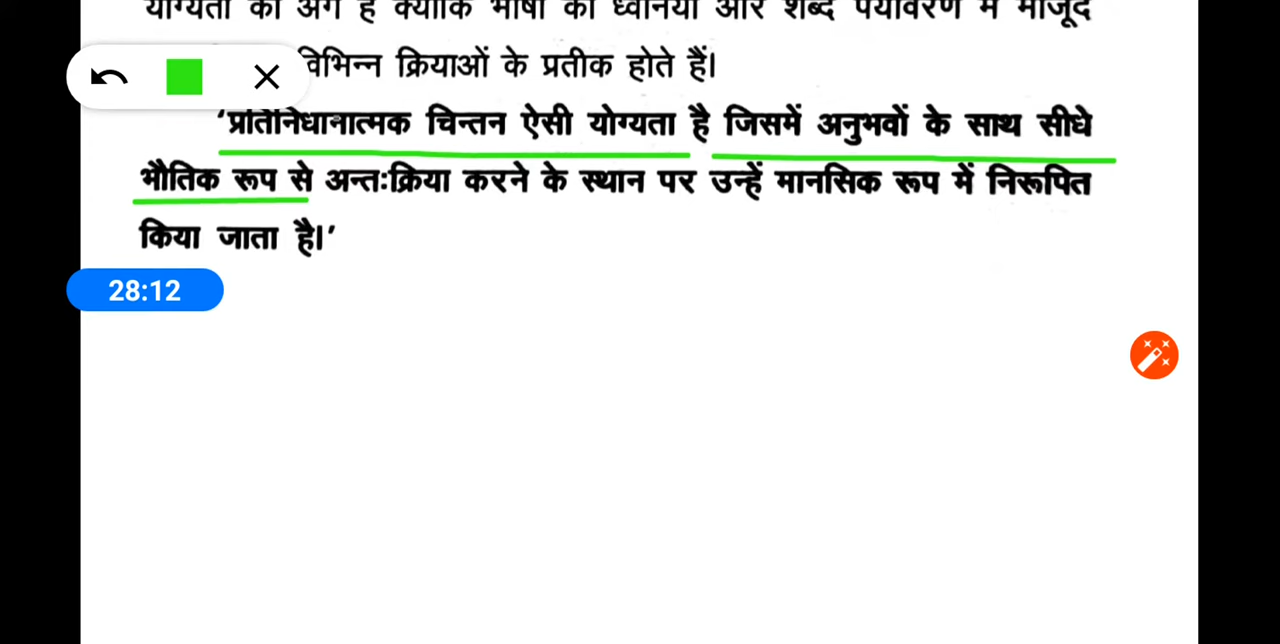 योग्यता का अंग है क्योंकि भाषा की ध्वनियाँ और शब्द पर्यावरण में मौजूद
विभिन्न क्रियाओं के प्रतीक होते हैं।
‘प्रतिनिधानात्मक चिन्तन ऐसी योग्यता है जिसमें अनुभवों के साथ सीधे
भौतिक रूप से अन्तःक्रिया करने के स्थान पर उन्हें मानसिक रूप में निरूपित
किया जाता है।’
28:12